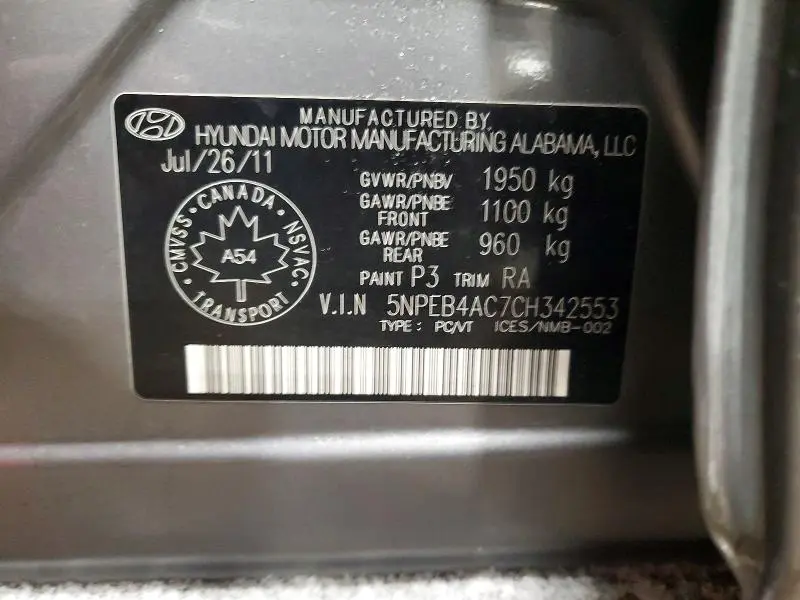 MANUFACTURED BY
HYUNDAI MOTOR MANUFACTURING ALABAMA, LLC
Jul/26/11
GVWR/PNBV 1950 kg
GAWR/PNBE FRONT 1100 kg
GAWR/PNBE REAR 960 kg
PAINT P3 TRIM RA
V.I.N 5NPEB4AC7CH342553
TYPE: PC/VT ICES/NMB-002
CMVSS · CANADA · NSVAC ·
A54
TRANSPORT